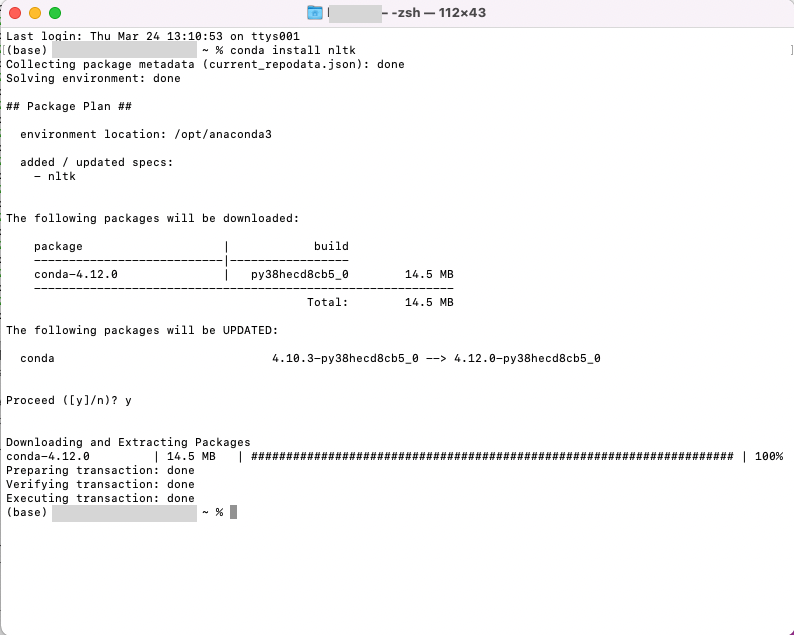 -zsh — 112×43
Last login: Thu Mar 24 13:10:53 on ttys001
(base) ~ % conda install nltk
Collecting package metadata (current_repodata.json): done
Solving environment: done
## Package Plan ##
environment location: /opt/anaconda3
added / updated specs:
- nltk
The following packages will be downloaded:
package | build
---------------------------|-----------------
conda-4.12.0 | py38hecd8cb5_0 14.5 MB
------------------------------------------------------------
Total: 14.5 MB
The following packages will be UPDATED:
conda 4.10.3-py38hecd8cb5_0 --> 4.12.0-py38hecd8cb5_0
Proceed ([y]/n)? y
Downloading and Extracting Packages
conda-4.12.0 | 14.5 MB | ##################################################################### | 100%
Preparing transaction: done
Verifying transaction: done
Executing transaction: done
(base) ~ %